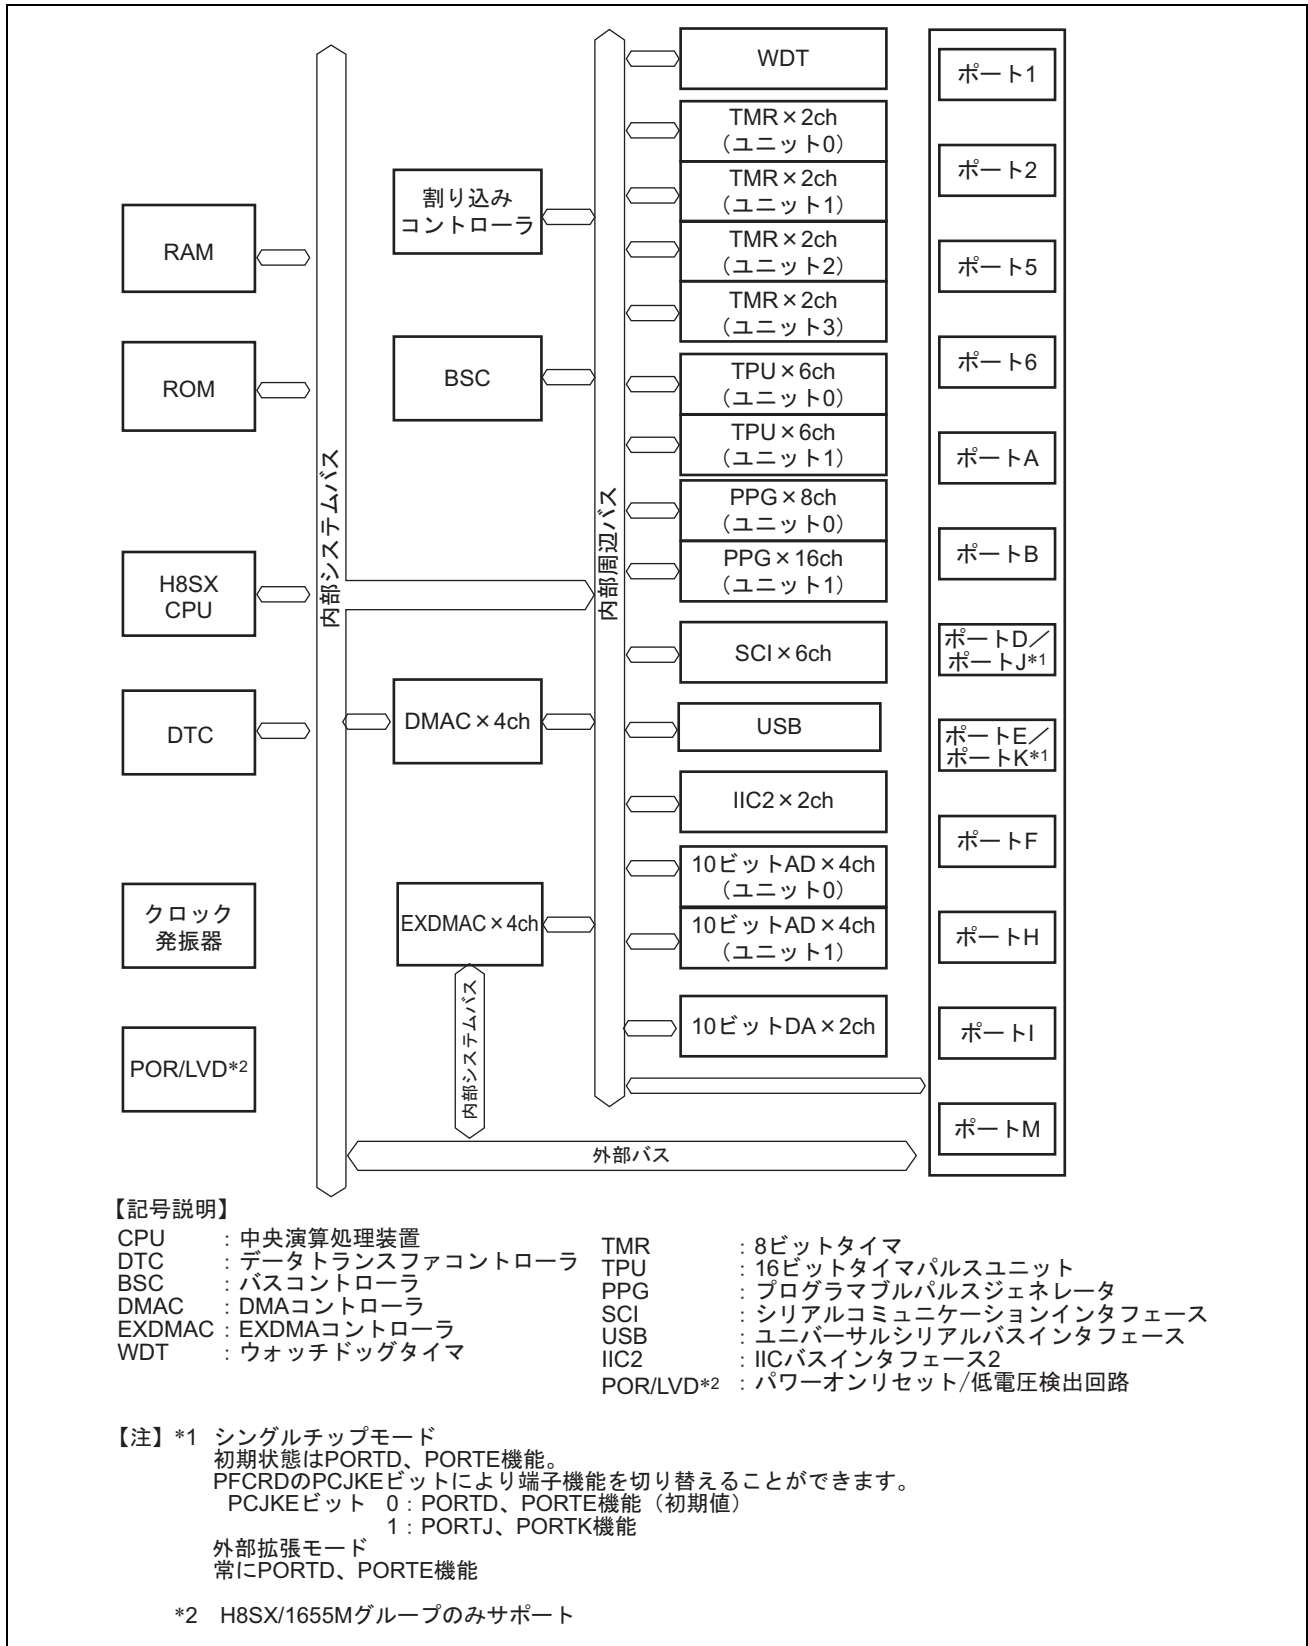 RAM
ROM
H8SX
CPU
DTC
クロック
発振器
POR/LVD*2
内部システムバス
割り込み
コントローラ
BSC
DMAC×4ch
EXDMAC×4ch
内部システムバス
内部周辺バス
外部バス
WDT
TMR×2ch
(ユニット0)
TMR×2ch
(ユニット1)
TMR×2ch
(ユニット2)
TMR×2ch
(ユニット3)
TPU×6ch
(ユニット0)
TPU×6ch
(ユニット1)
PPG×8ch
(ユニット0)
PPG×16ch
(ユニット1)
SCI×6ch
USB
IIC2×2ch
10ビットAD×4ch
(ユニット0)
10ビットAD×4ch
(ユニット1)
10ビットDA×2ch
ポート1
ポート2
ポート5
ポート6
ポートA
ポートB
ポートD/
ポートJ*1
ポートE/
ポートK*1
ポートF
ポートH
ポートI
ポートM
【記号説明】
CPU : 中央演算処理装置
DTC : データトランスファコントローラ
BSC : バスコントローラ
DMAC : DMAコントローラ
EXDMAC : EXDMAコントローラ
WDT : ウォッチドッグタイマ
TMR : 8ビットタイマ
TPU : 16ビットタイマパルスユニット
PPG : プログラマブルパルスジェネレータ
SCI : シリアルコミュニケーションインタフェース
USB : ユニバーサルシリアルバスインタフェース
IIC2 : IICバスインタフェース2
POR/LVD*2 : パワーオンリセット/低電圧検出回路
【注】*1 シングルチップモード
初期状態はPORTD、PORTE機能。
PFCRDのPCJKEビットにより端子機能を切り替えることができます。
PCJKEビット 0:PORTD、PORTE機能(初期値)
1:PORTJ、PORTK機能
外部拡張モード
常にPORTD、PORTE機能
*2 H8SX/1655Mグループのみサポート